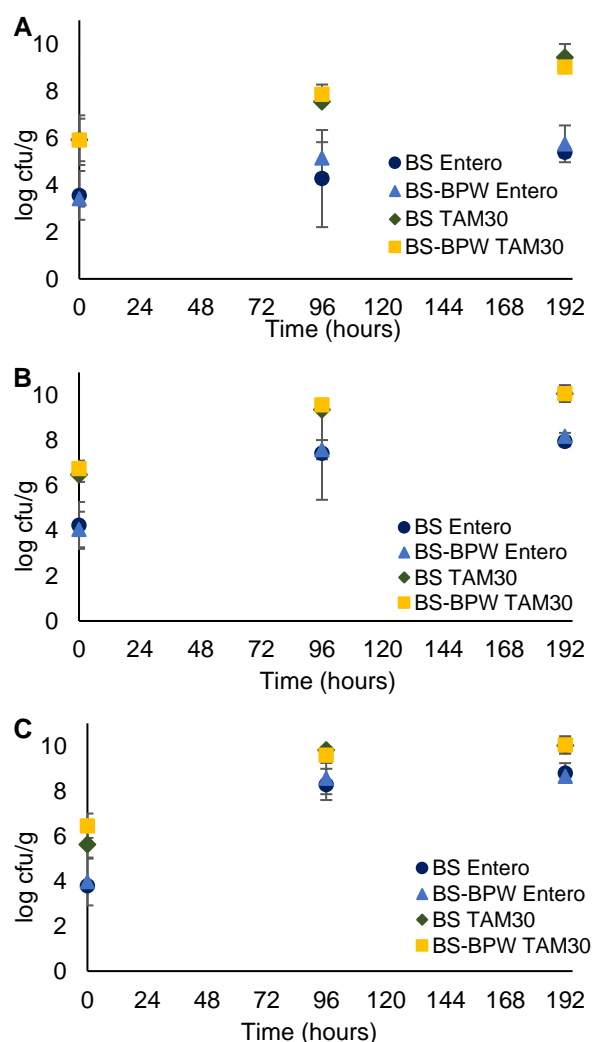 A
log cfu/g
10
8
6
4
2
0
BS Entero
BS-BPW Entero
BS TAM30
BS-BPW TAM30
0 24 48 72 96 120 144 168 192
Time (hours)
B
log cfu/g
10
8
6
4
2
0
BS Entero
BS-BPW Entero
BS TAM30
BS-BPW TAM30
0 24 48 72 96 120 144 168 192
Time (hours)
C
log cfu/g
10
8
6
4
2
0
BS Entero
BS-BPW Entero
BS TAM30
BS-BPW TAM30
0 24 48 72 96 120 144 168 192
Time (hours)